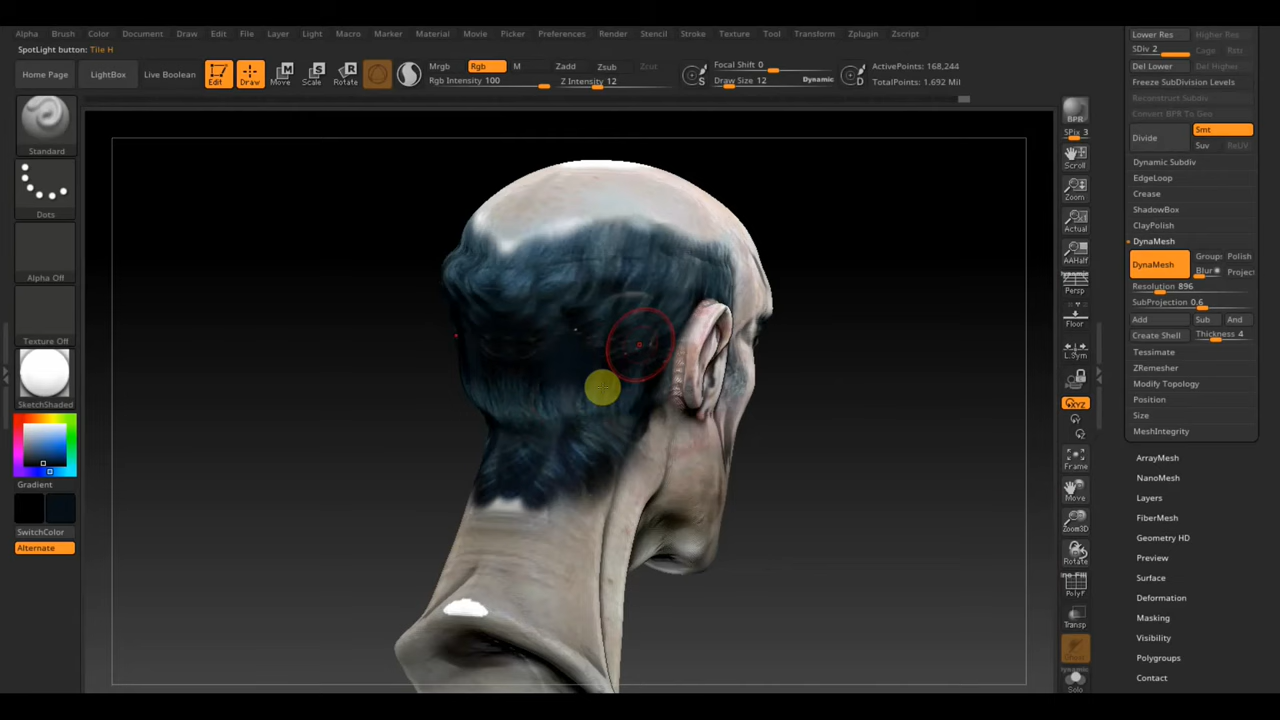 Alpha Brush Color Document Draw Edit File Layer Light Macro Marker Material Movie Picker Preferences Render Stencil Stroke Texture Tool Transform Zplugin Zscript
SpotLight button: Tile H
Home Page LightBox Live Boolean Edit Draw Move Scale Rotate
Mrgb Rgb M Zadd Zsub Zcut
Rgb Intensity 100 Z Intensity 12
Focal Shift 0
Draw Size 12 Dynamic
S D
ActivePoints: 168,244
TotalPoints: 1.692 Mil
Standard
Dots
Alpha Off
Texture Off
SketchShaded
Gradient
SwitchColor
Alternate
BPR
SPix 3
Scroll
Zoom
Actual
AAHalf
Dynamic
Persp
Floor
L.Sym
XYZ
Y
Z
Frame
Move
Zoom3D
Rotate
PolyF
Transp
Dynamic
Solo
Lower Res Higher Res
SDiv 2 Cage Rstr
Del Lower Del Higher
Freeze SubDivision Levels
Reconstruct Subdiv
Convert BPR To Geo
Divide Smt
Suv ReUV
Dynamic Subdiv
EdgeLoop
Crease
ShadowBox
ClayPolish
DynaMesh
DynaMesh Groups Polish
Blur Project
Resolution 896
SubProjection 0.6
Add Sub And
Create Shell Thickness 4
Tessimate
ZRemesher
Modify Topology
Position
Size
MeshIntegrity
ArrayMesh
NanoMesh
Layers
FiberMesh
Geometry HD
Preview
Surface
Deformation
Masking
Visibility
Polygroups
Contact